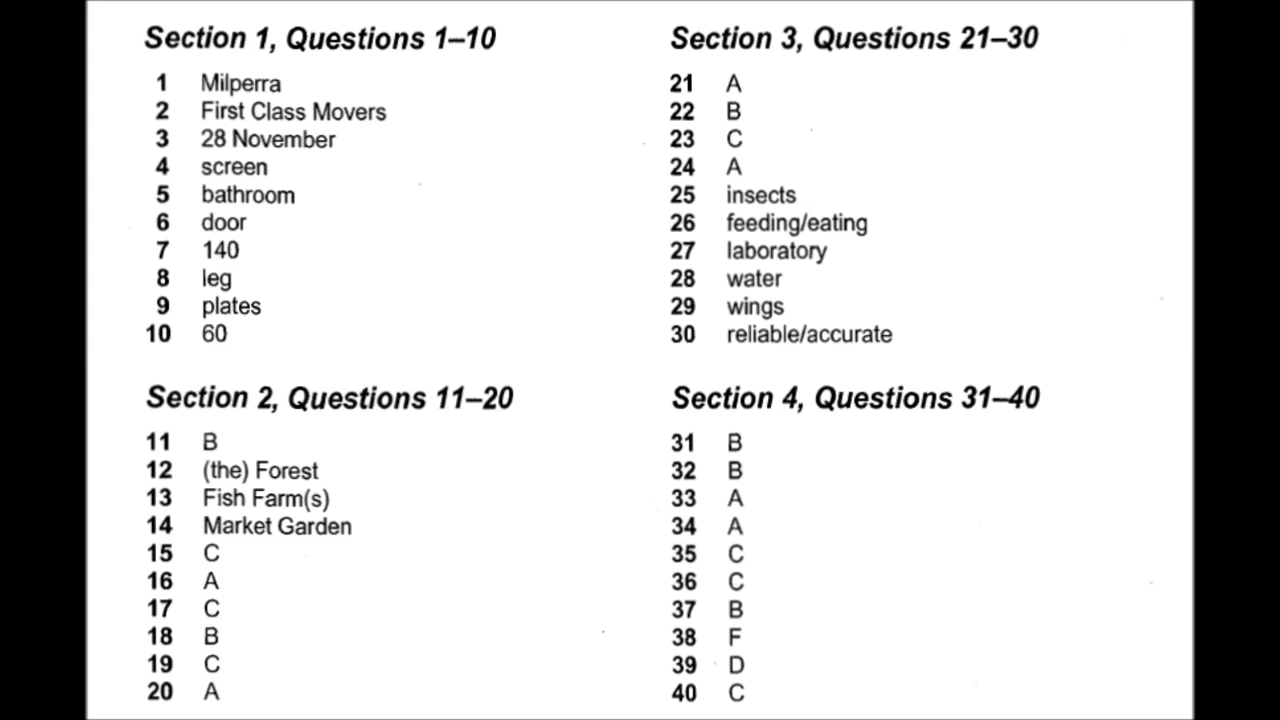 Section 1, Questions 1–10
1 Milperra
2 First Class Movers
3 28 November
4 screen
5 bathroom
6 door
7 140
8 leg
9 plates
10 60
Section 2, Questions 11–20
11 B
12 (the) Forest
13 Fish Farm(s)
14 Market Garden
15 C
16 A
17 C
18 B
19 C
20 A
Section 3, Questions 21–30
21 A
22 B
23 C
24 A
25 insects
26 feeding/eating
27 laboratory
28 water
29 wings
30 reliable/accurate
Section 4, Questions 31–40
31 B
32 B
33 A
34 A
35 C
36 C
37 B
38 F
39 D
40 C